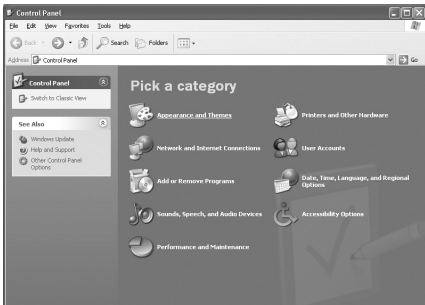 Control Panel
File Edit View Favorites Tools Help
Back Search Folders
Address Control Panel Go
Control Panel
Switch to Classic View
See Also
Windows Update
Help and Support
Other Control Panel
Options
Pick a category
Appearance and Themes
Printers and Other Hardware
Network and Internet Connections
User Accounts
Add or Remove Programs
Date, Time, Language, and Regional
Options
Sounds, Speech, and Audio Devices
Accessibility Options
Performance and Maintenance